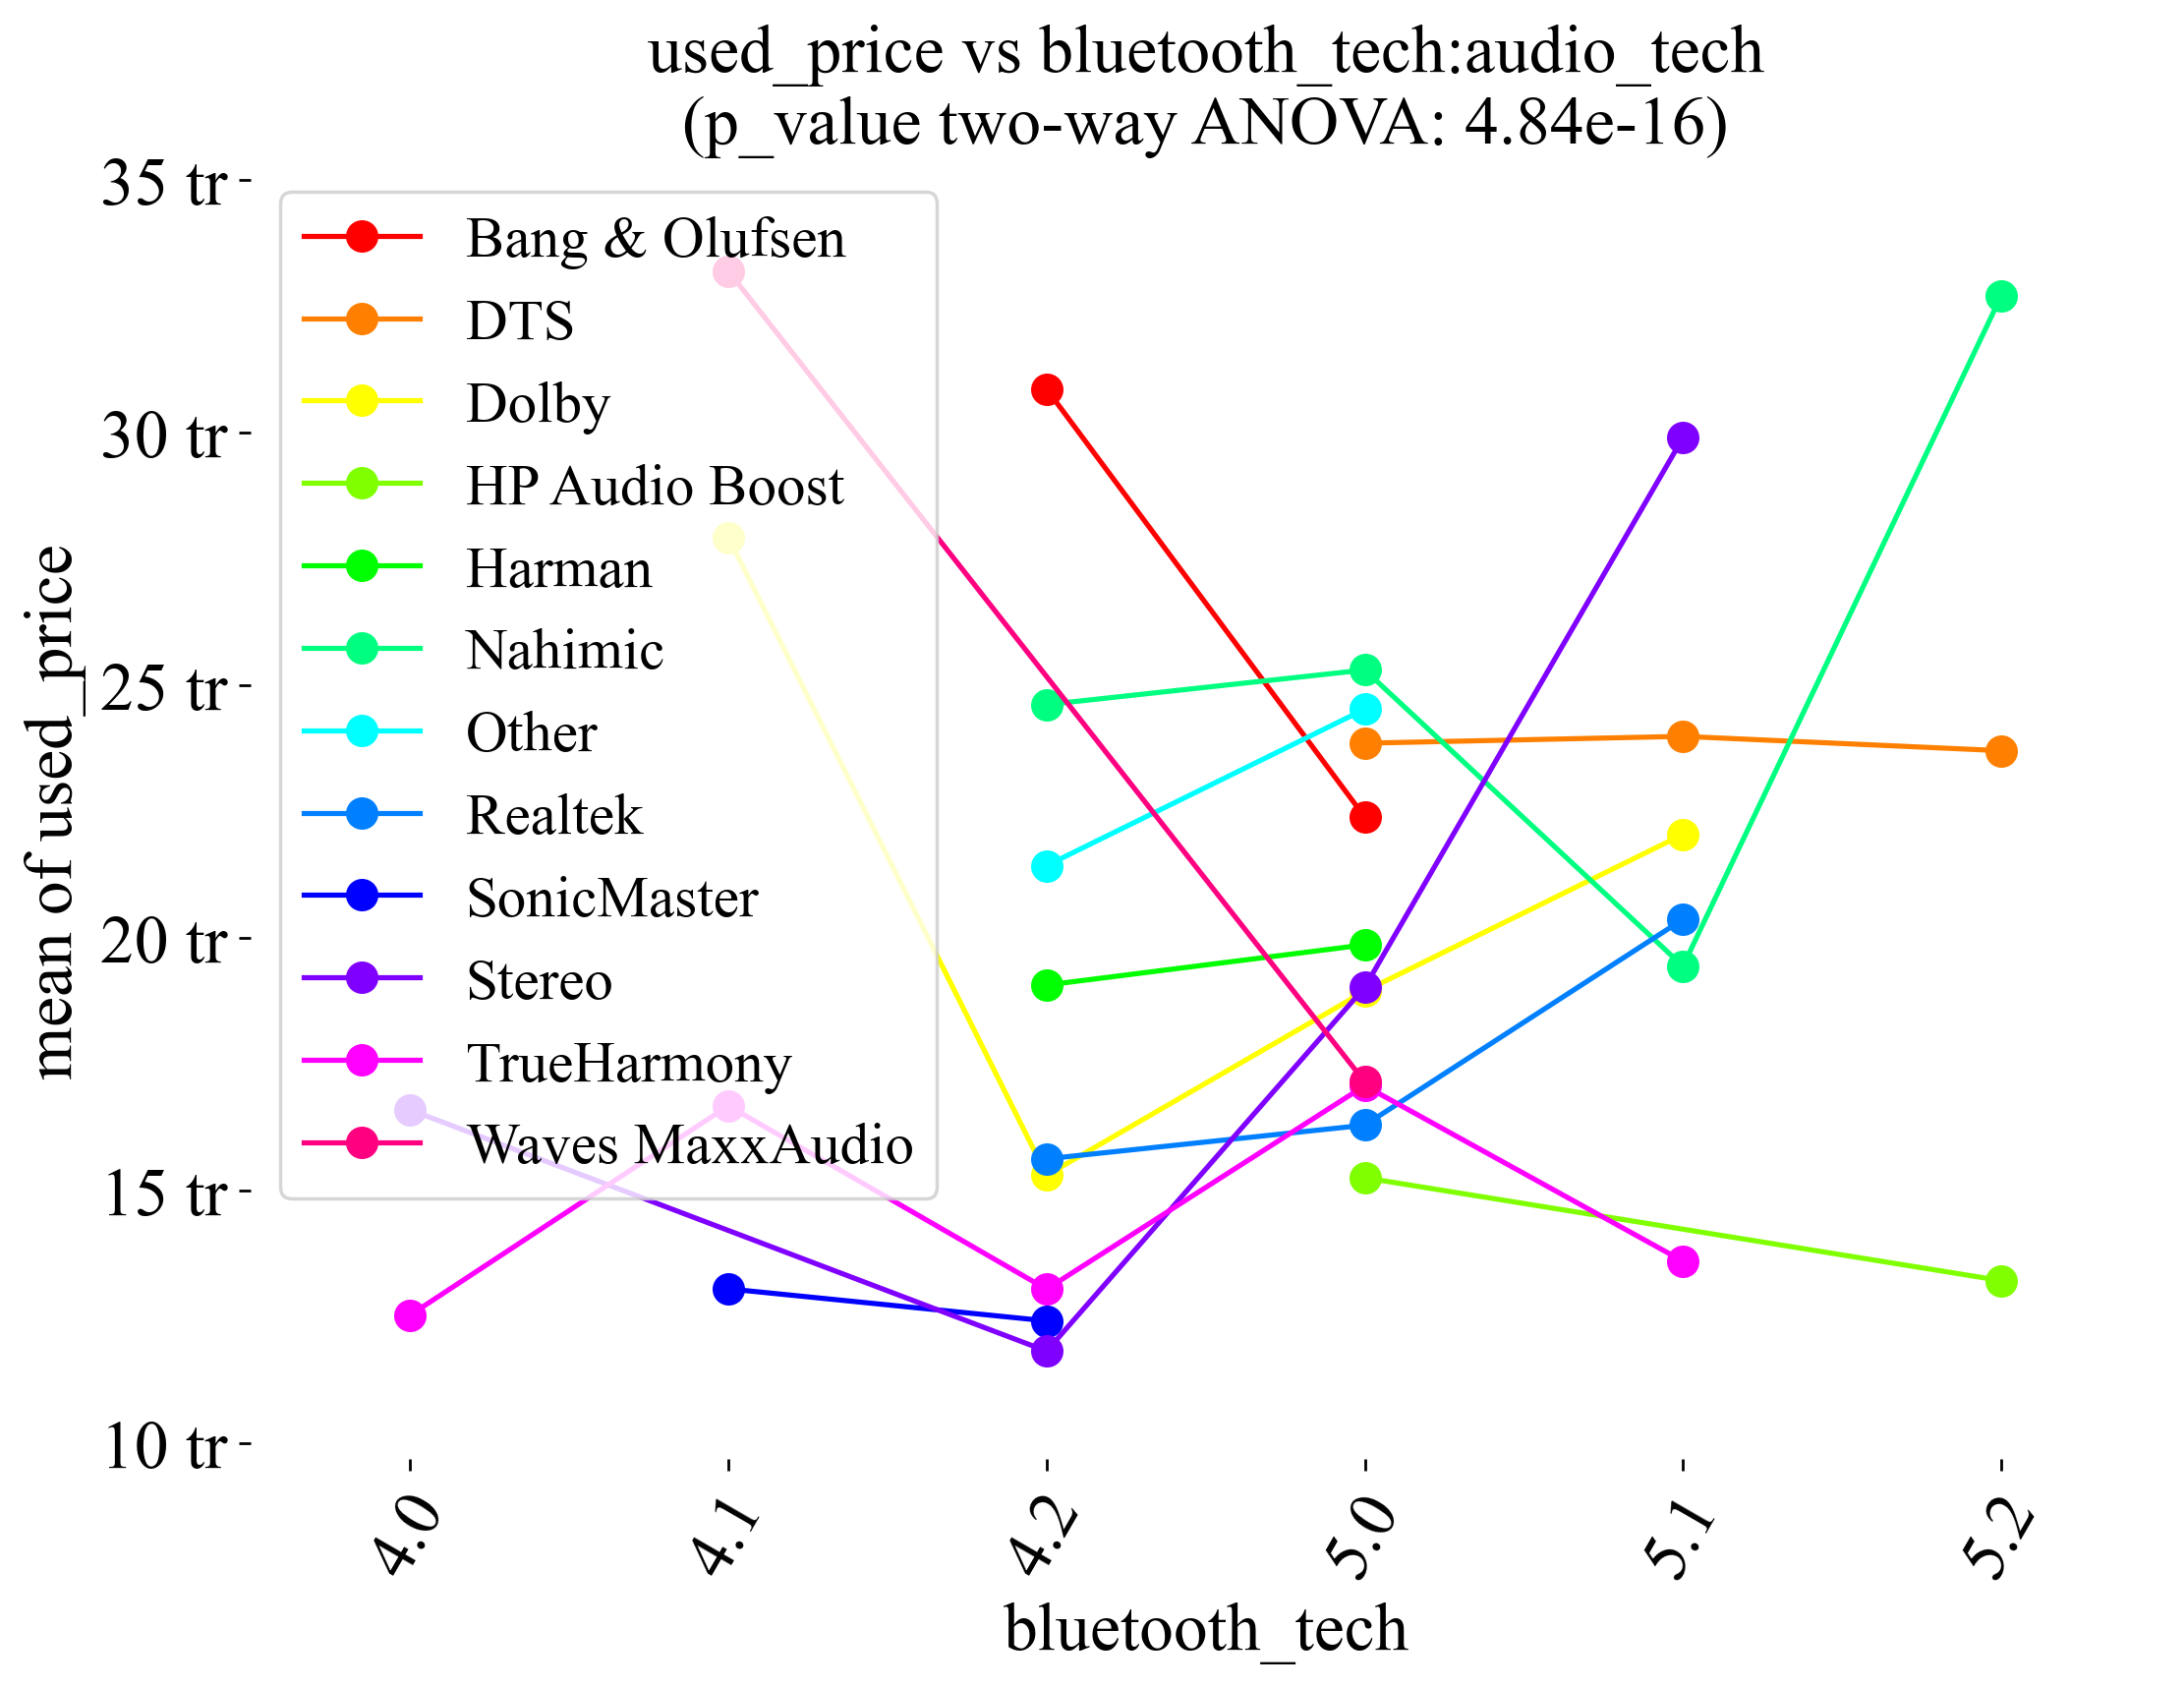 used_price vs bluetooth_tech:audio_tech
(p_value two-way ANOVA: 4.84e-16)
mean of used_price
35 tr
30 tr
25 tr
20 tr
15 tr
10 tr
Bang & Olufsen
DTS
Dolby
HP Audio Boost
Harman
Nahimic
Other
Realtek
SonicMaster
Stereo
TrueHarmony
Waves MaxxAudio
4.0
4.1
4.2
5.0
5.1
5.2
bluetooth_tech